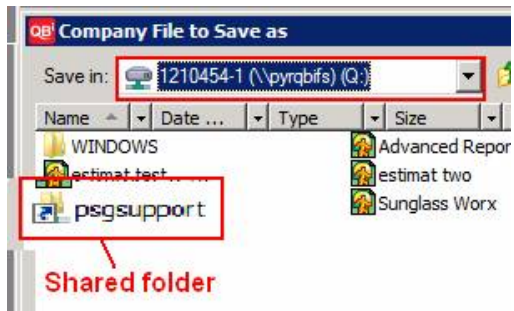 QBi Company File to Save as
Save in: 1210454-1 (\\pyrqbifs) (Q:)
Name Date ... Type Size
WINDOWS Advanced Repor
estimat two
psgsupport Sunglass Worx
Shared folder